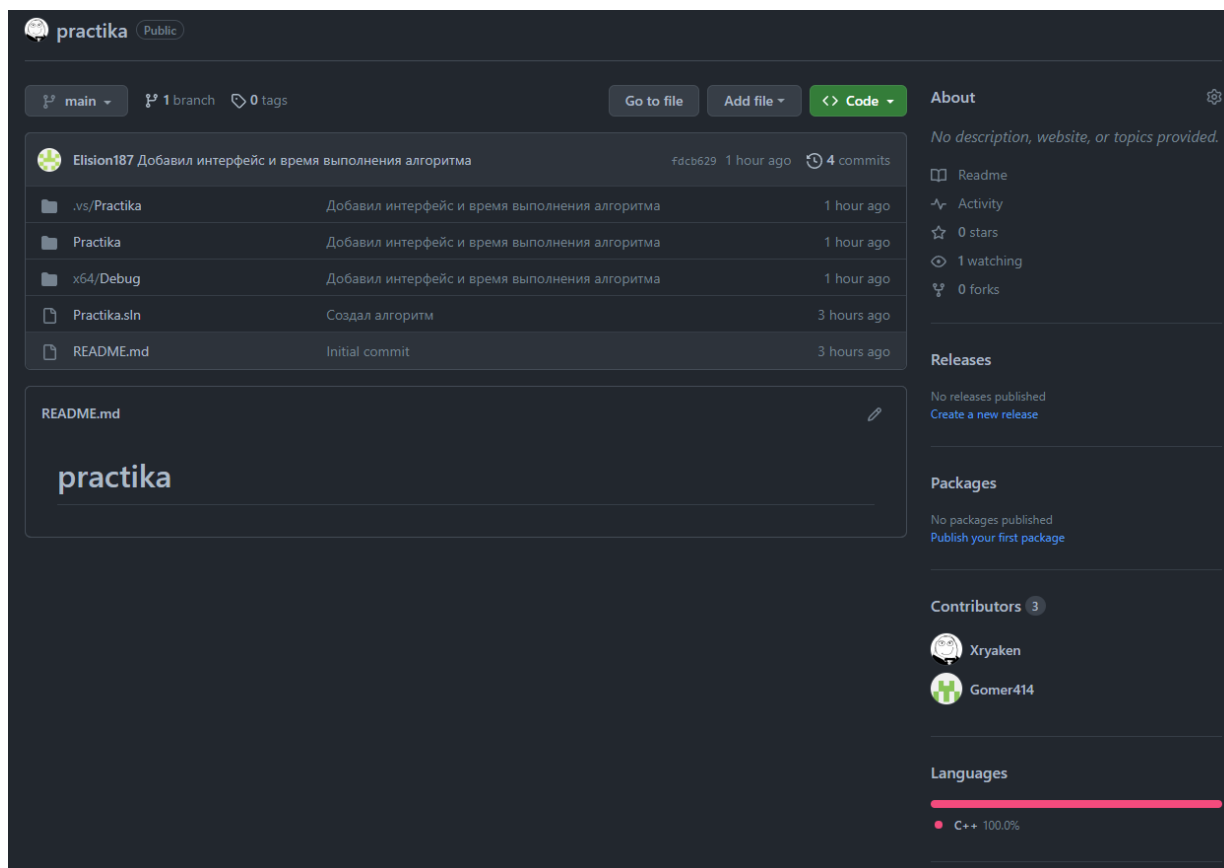 practika Public
main 1 branch 0 tags Go to file Add file Code
Elision187 Добавил интерфейс и время выполнения алгоритма fdcb629 1 hour ago 4 commits
.vs/Practika Добавил интерфейс и время выполнения алгоритма 1 hour ago
Practika Добавил интерфейс и время выполнения алгоритма 1 hour ago
x64/Debug Добавил интерфейс и время выполнения алгоритма 1 hour ago
Practika.sln Создал алгоритм 3 hours ago
README.md Initial commit 3 hours ago
README.md
practika
About
No description, website, or topics provided.
Readme
Activity
0 stars
1 watching
0 forks
Releases
No releases published
Create a new release
Packages
No packages published
Publish your first package
Contributors 3
Xryaken
Gomer414
Languages
C++ 100.0%